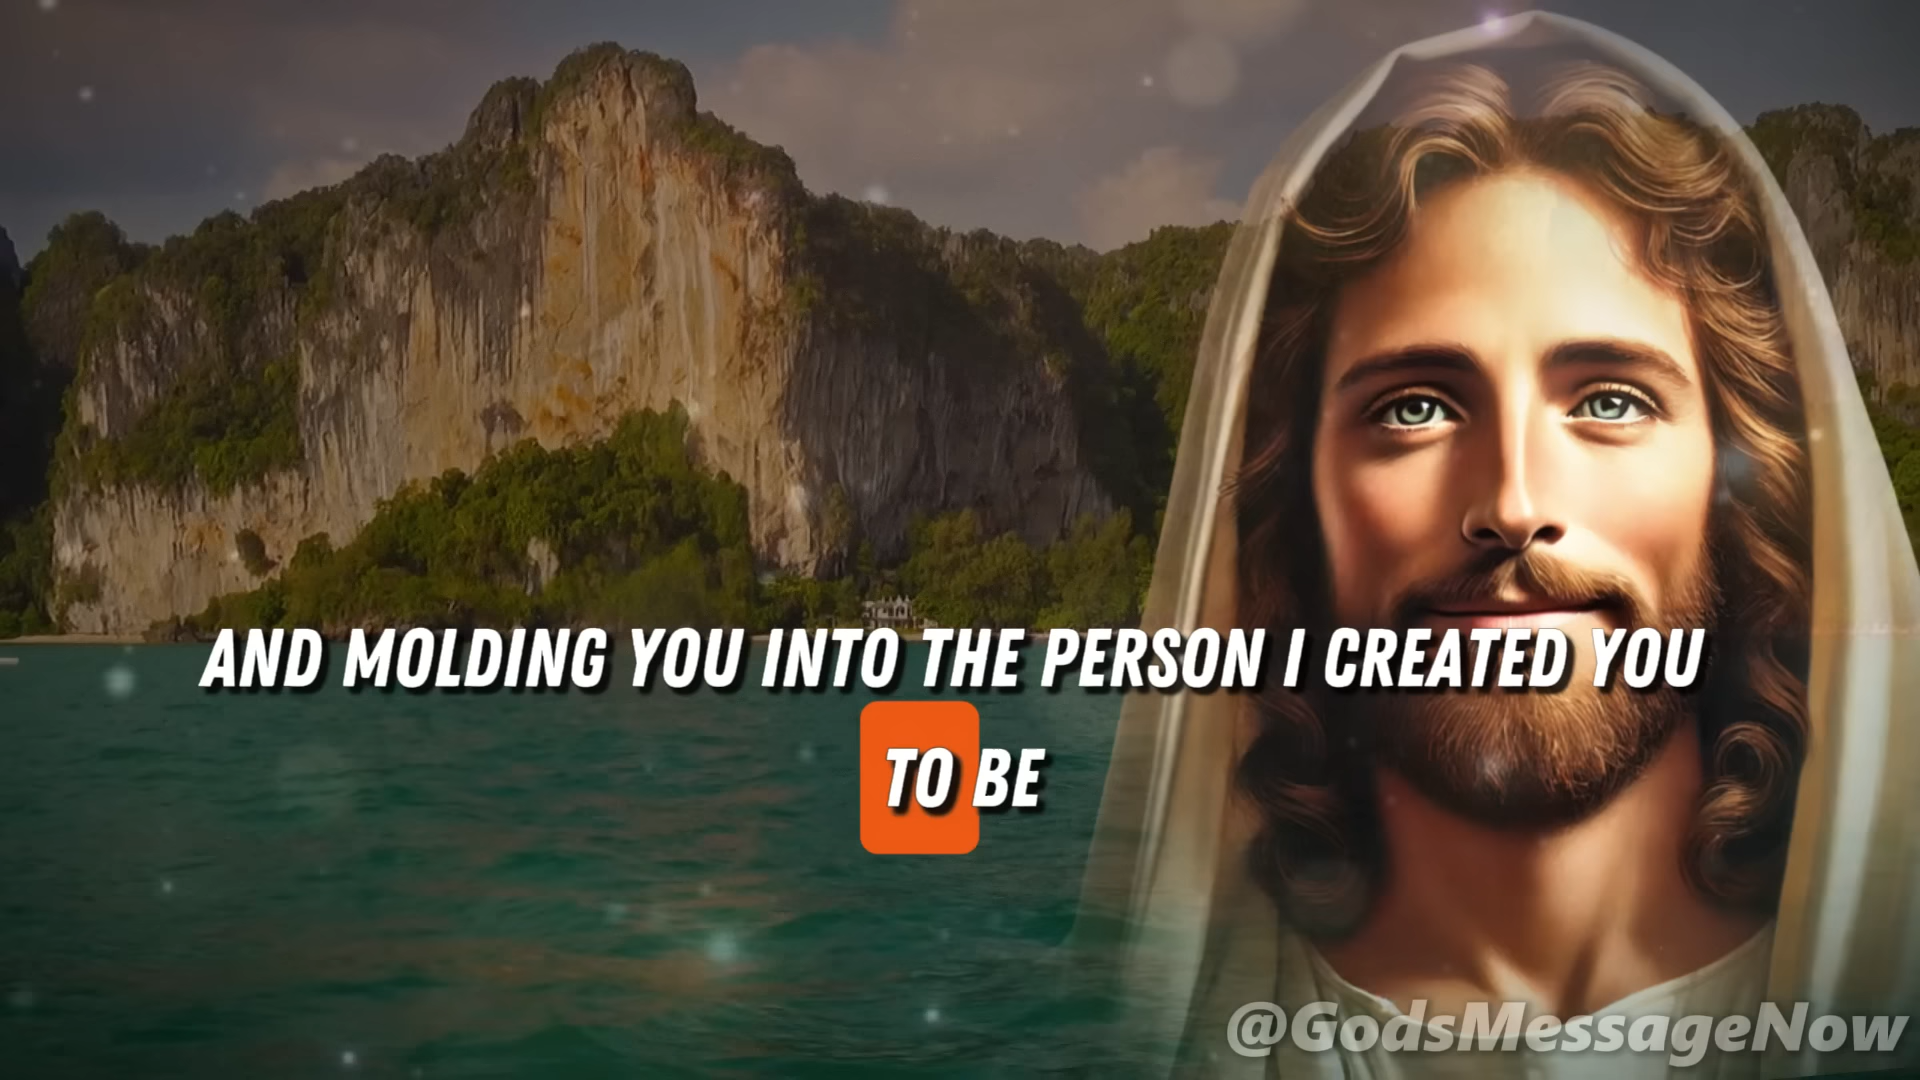 AND MOLDING YOU INTO THE PERSON I CREATED YOU
TO BE
@GodsMessageNow